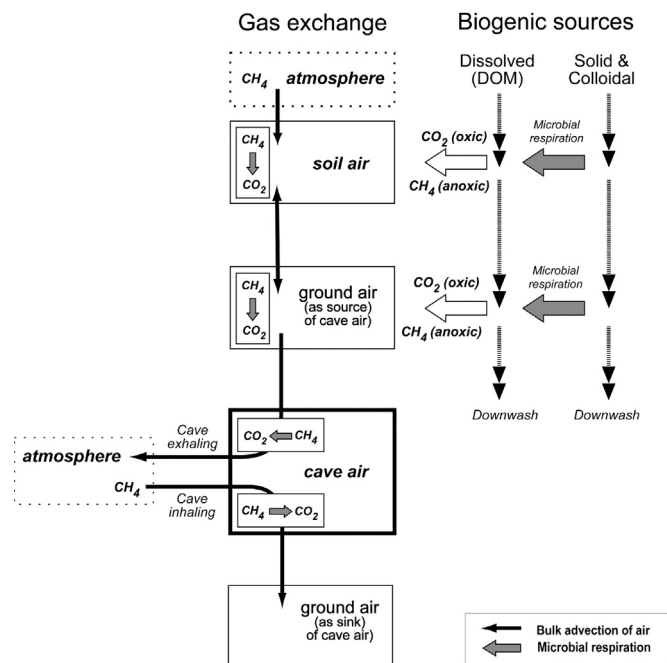 Gas exchange
Biogenic sources
Dissolved
(DOM)
Solid &
Colloidal
CH4 atmosphere
CH4
CO2
soil air
CO2 (oxic)
CH4 (anoxic)
Microbial
respiration
CH4
CO2
ground air
(as source)
of cave air)
CO2 (oxic)
CH4 (anoxic)
Microbial
respiration
Downwash
Downwash
atmosphere
CH4
Cave
exhaling
Cave
inhaling
CO2 CH4
cave air
CH4 CO2
ground air
(as sink)
of cave air)
Bulk advection of air
Microbial respiration